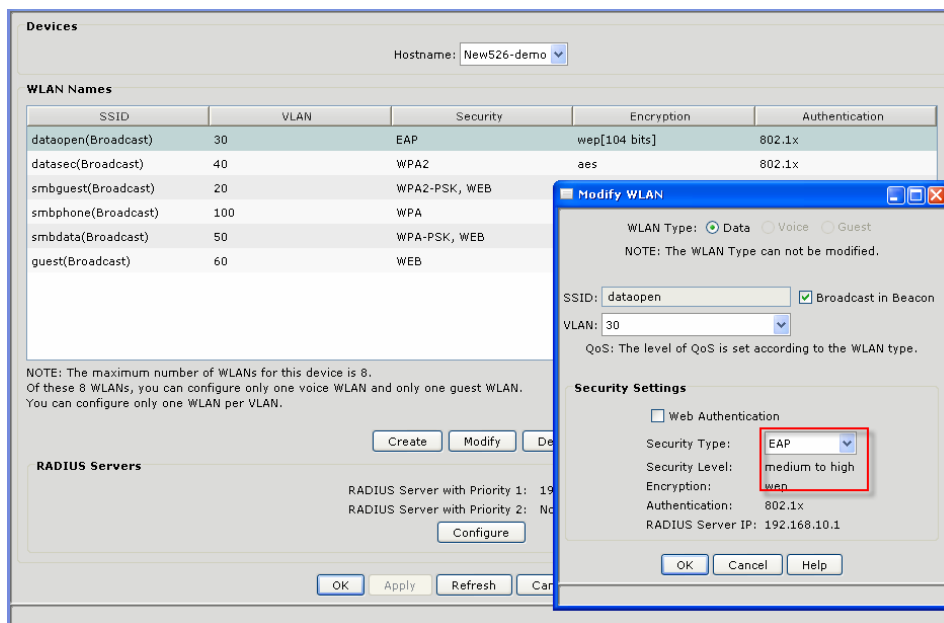 Devices
Hostname: New526-demo
WLAN Names
SSID VLAN Security Encryption Authentication
dataopen(Broadcast) 30 EAP wep[104 bits] 802.1x
datasec(Broadcast) 40 WPA2 aes 802.1x
smbguest(Broadcast) 20 WPA2-PSK, WEB
smbphone(Broadcast) 100 WPA
smbdata(Broadcast) 50 WPA-PSK, WEB
guest(Broadcast) 60 WEB
NOTE: The maximum number of WLANs for this device is 8.
Of these 8 WLANs, you can configure only one voice WLAN and only one guest WLAN.
You can configure only one WLAN per VLAN.
Create Modify De
RADIUS Servers
RADIUS Server with Priority 1: 19
RADIUS Server with Priority 2: No
Configure
OK Apply Refresh Can
Modify WLAN
WLAN Type: Data Voice Guest
NOTE: The WLAN Type can not be modified.
SSID: dataopen Broadcast in Beacon
VLAN: 30
QoS: The level of QoS is set according to the WLAN type.
Security Settings
Web Authentication
Security Type: EAP
Security Level: medium to high
Encryption: wep
Authentication: 802.1x
RADIUS Server IP: 192.168.10.1
OK Cancel Help